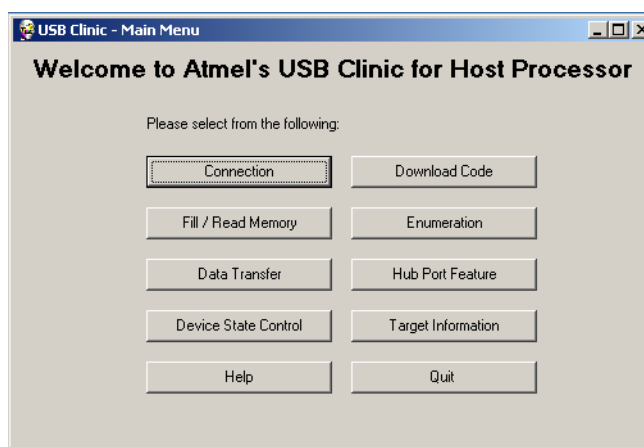 USB Clinic - Main Menu
Welcome to Atmel's USB Clinic for Host Processor
Please select from the following:
Connection
Download Code
Fill / Read Memory
Enumeration
Data Transfer
Hub Port Feature
Device State Control
Target Information
Help
Quit